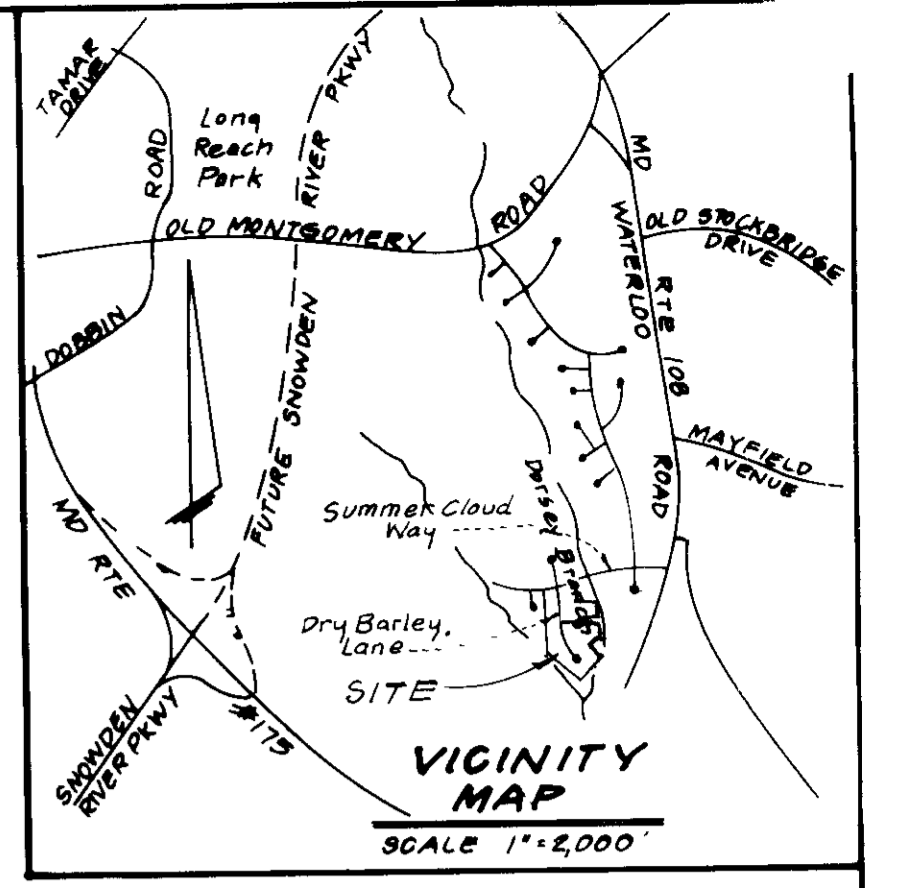 TAMAR
DRIVE
ROAD
Long
Reach
Park
RIVER PKWY
OLD MONTGOMERY
ROAD
MD
WATERLOO
RTE 108
OLD STOCKBRIDGE
DRIVE
DOBBIN
FUTURE SNOWDEN
MAYFIELD
AVENUE
ROAD
MD RTE
Dorsey Branch
Summer Cloud
Way
Dry Barley
Lane
SITE
SNOWDEN
RIVER PKWY
#175
VICINITY
MAP
SCALE 1"=2,000'